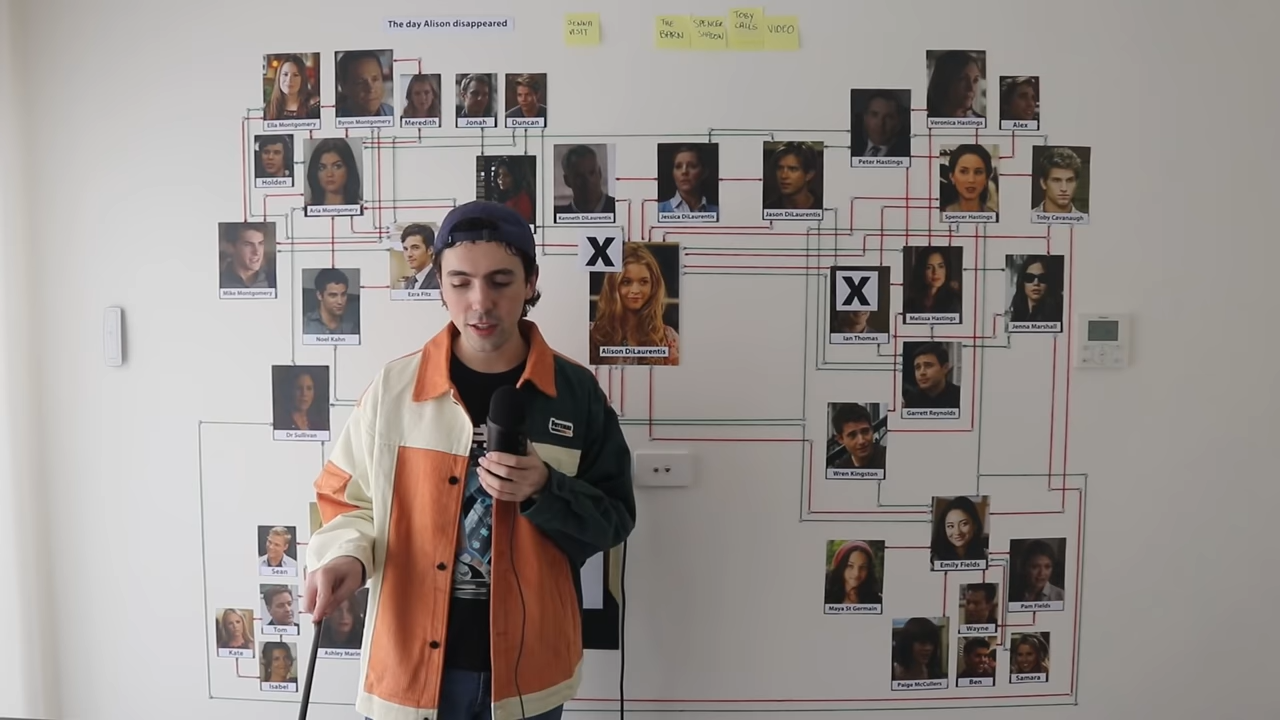 The day Alison disappeared
JENNA
VISIT
THE
BARN
SPENCER
SHADOW
TOBY
CALLS
VIDEO
Ella Montgomery
Byron Montgomery
Meredith
Jonah
Duncan
Veronica Hastings
Alex
Peter Hastings
Holden
Aria Montgomery
Kenneth DiLaurentis
Jessica DiLaurentis
Jason DiLaurentis
Spencer Hastings
Toby Cavanaugh
X
Mike Montgomery
Ezra Fitz
Alison DiLaurentis
X
Ian Thomas
Melissa Hastings
Jenna Marshall
Noel Kahn
Garrett Reynolds
Dr Sullivan
Wren Kingston
Sean
Emily Fields
Maya St Germain
Pam Fields
Tom
Wayne
Kate
Ashley Marin
Isabel
Paige McCullers
Ben
Samara